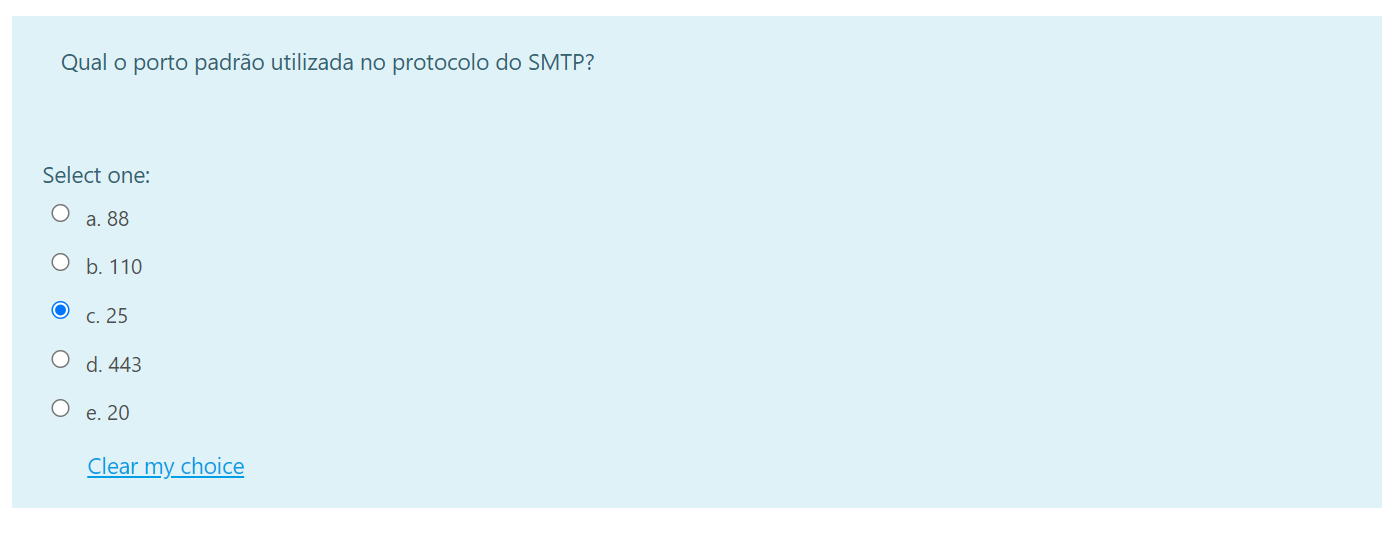 Qual o porto padrão utilizada no protocolo do SMTP?
Select one:
a. 88
b. 110
c. 25
d. 443
e. 20
Clear my choice